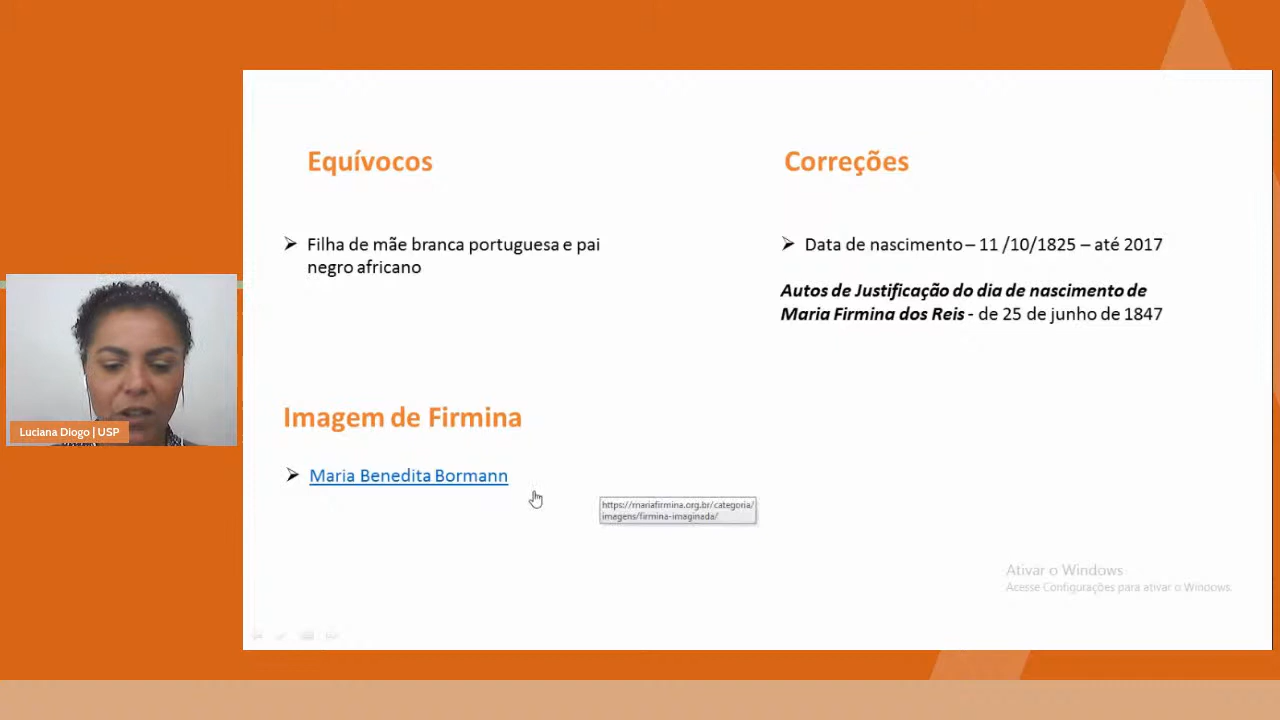 Equívocos
Filha de mãe branca portuguesa e pai
negro africano
Correções
Data de nascimento – 11 /10/1825 – até 2017
Autos de Justificação do dia de nascimento de
Maria Firmina dos Reis - de 25 de junho de 1847
Imagem de Firmina
Maria Benedita Bormann
https://mariafirmina.org.br/categoria/
imagens/firmina-imaginada/
Luciana Diogo | USP
Ativar o Windows
Acesse Configurações para ativar o Windows.